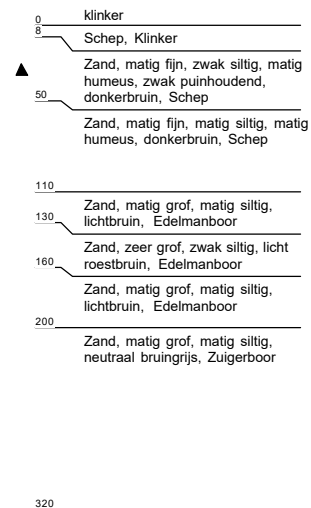 klinker
0
8
Schep, Klinker
Zand, matig fijn, zwak siltig, matig
humeus, zwak puinhoudend,
donkerbruin, Schep
50
Zand, matig fijn, matig siltig, matig
humeus, donkerbruin, Schep
110
Zand, matig grof, matig siltig,
lichtbruin, Edelmanboor
130
Zand, zeer grof, zwak siltig, licht
roestbruin, Edelmanboor
160
Zand, matig grof, matig siltig,
lichtbruin, Edelmanboor
200
Zand, matig grof, matig siltig,
neutraal bruingrijs, Zuigerboor
320